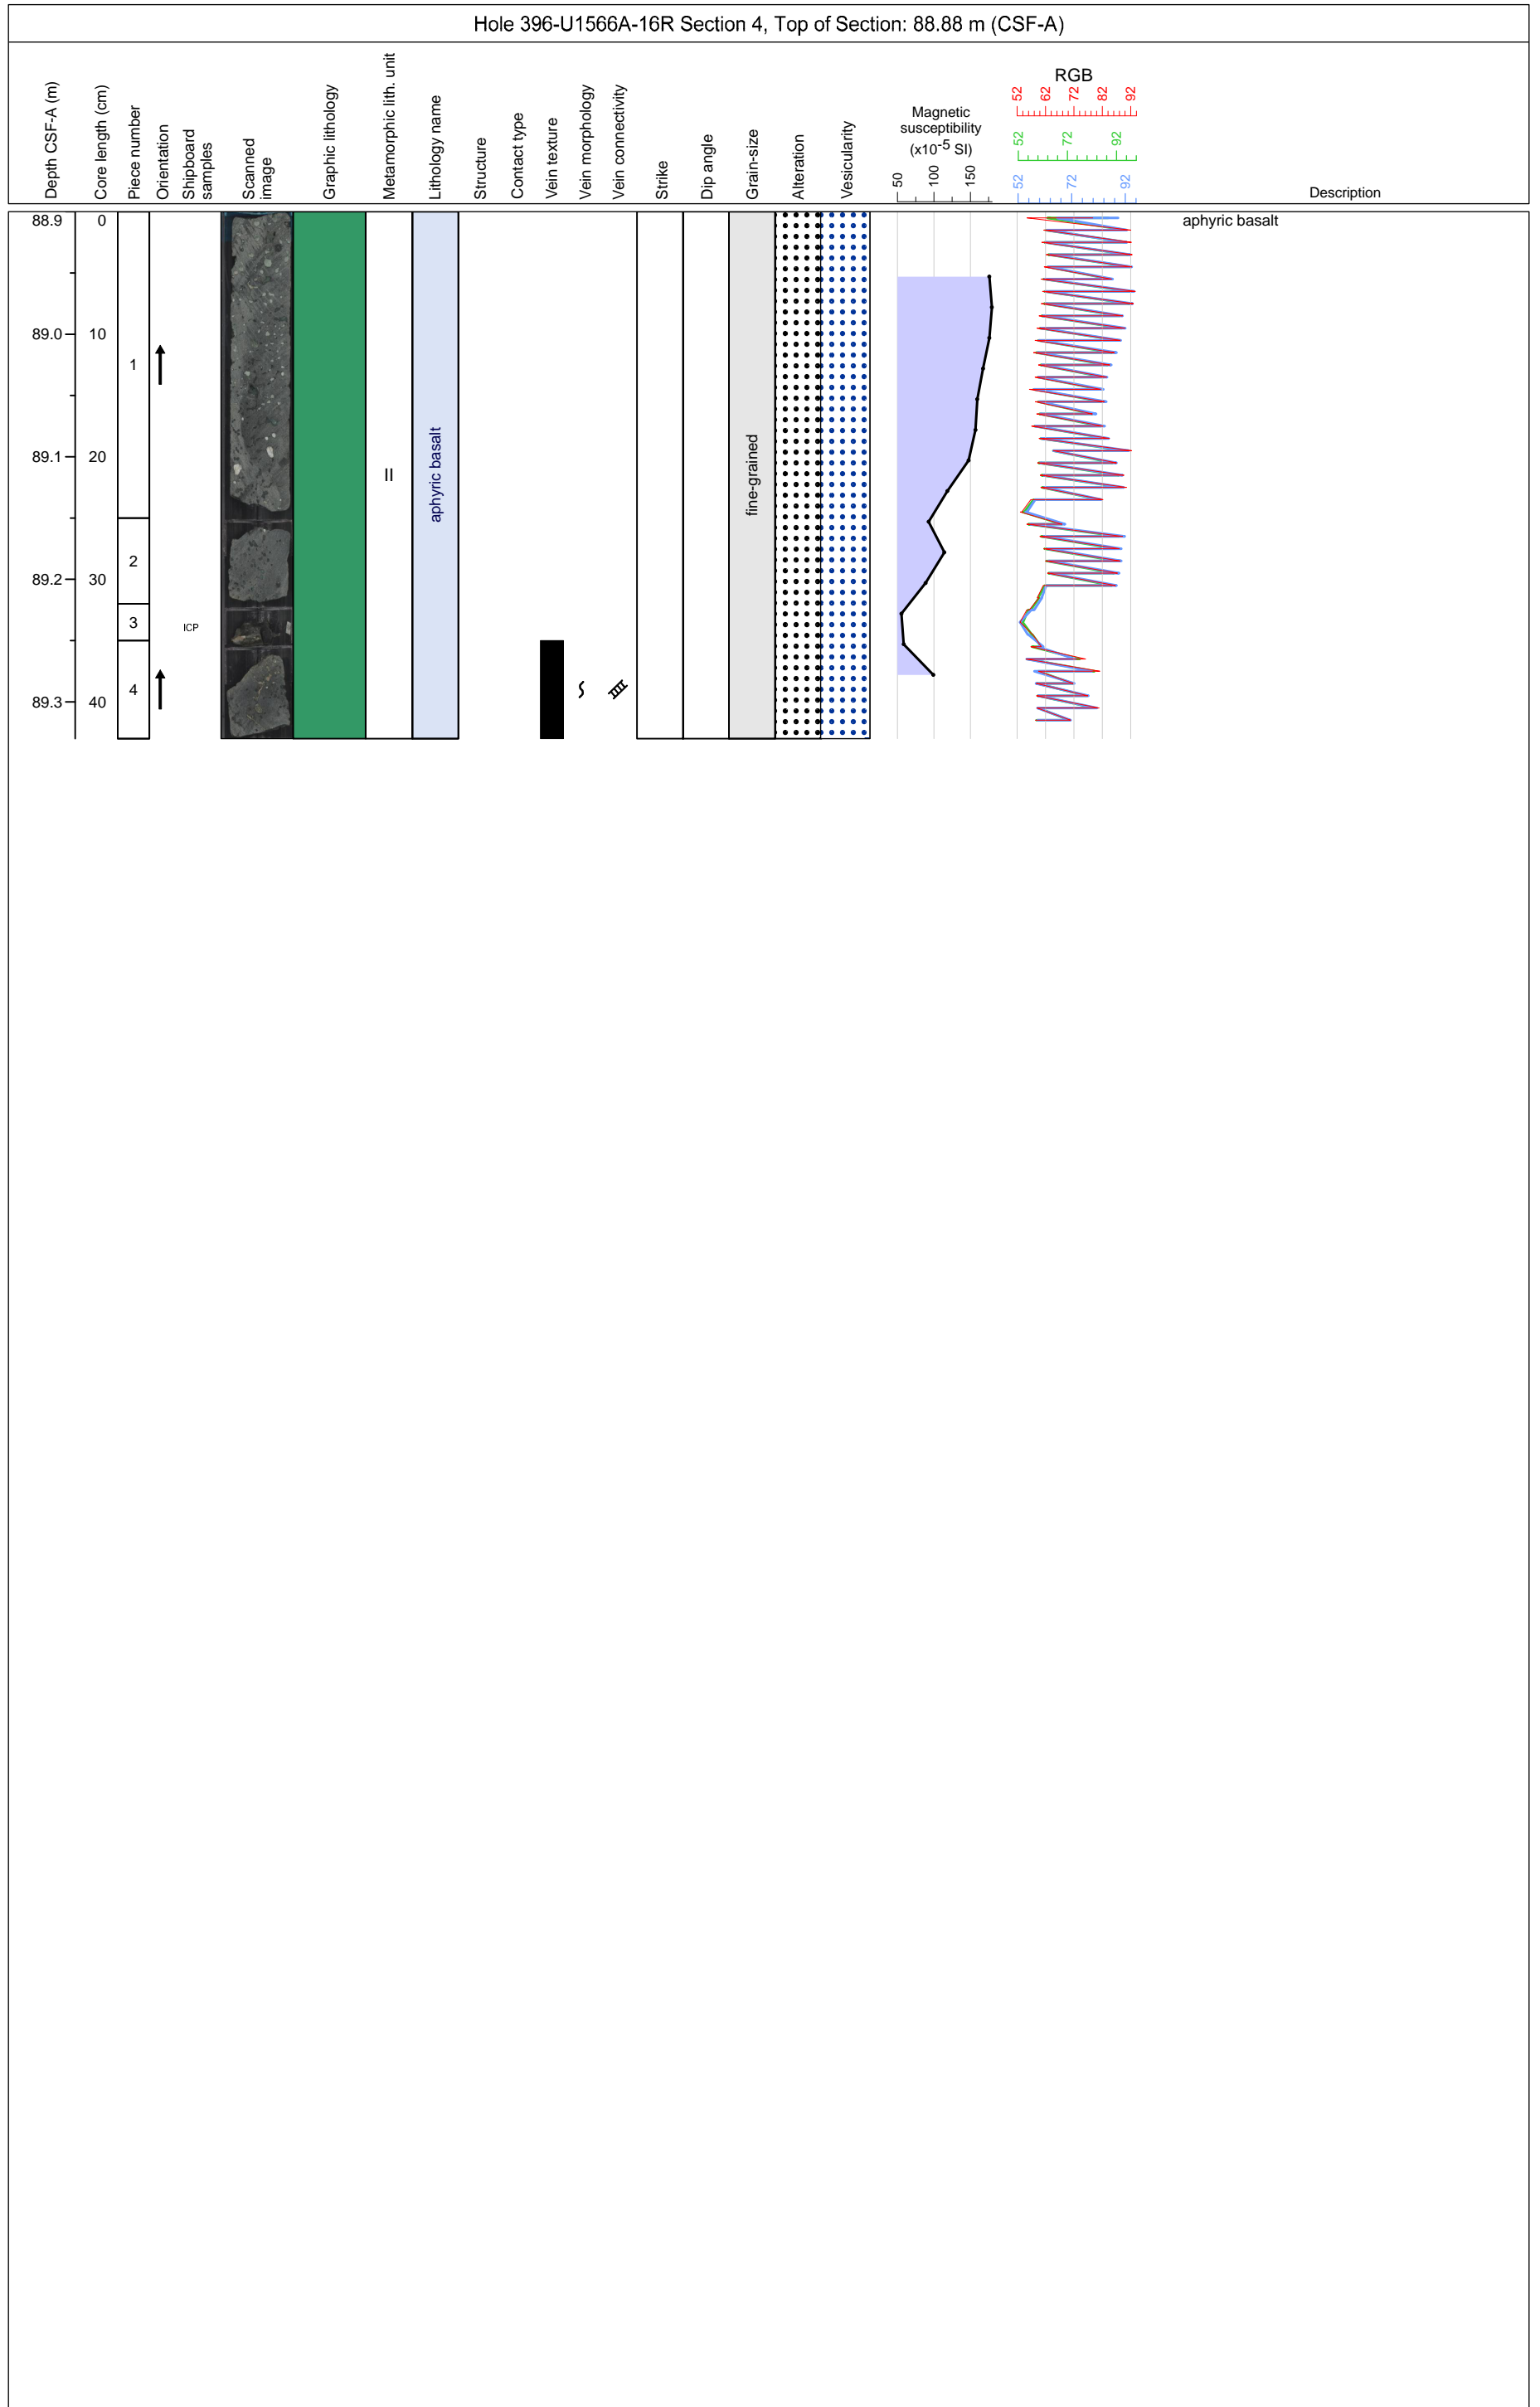 Hole 396-U1566A-16R Section 4, Top of Section: 88.88 m (CSF-A)
Depth CSF-A (m)
Core length (cm)
Piece number
Orientation
Shipboard
samples
Scanned
image
Graphic lithology
Metamorphic lith. unit
Lithology name
Structure
Contact type
Vein texture
Vein morphology
Vein connectivity
Strike
Dip angle
Grain-size
Alteration
Vesicularity
Magnetic
susceptibility
(x10-5 SI)
50 100 150
RGB
52 62 72 82 92
52 72 92
52 72 92
Description
88.9 0
aphyric basalt
89.0 10
1
89.1 20
II
aphyric basalt
fine-grained
2
89.2 30
3
ICP
4
89.3 40